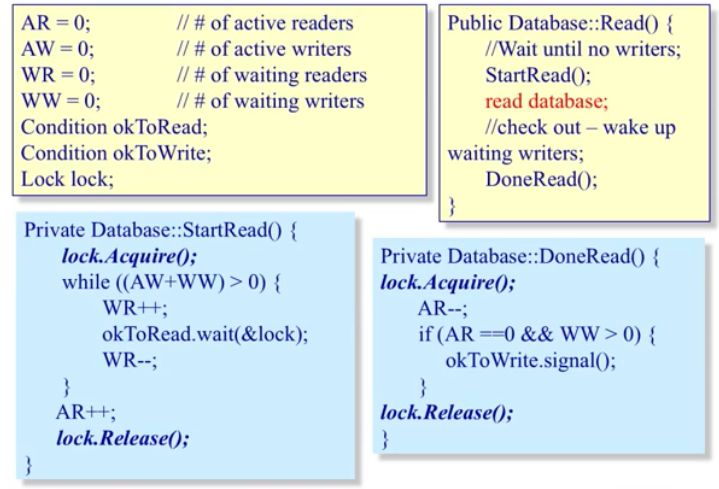 AR = 0; // # of active readers
AW = 0; // # of active writers
WR = 0; // # of waiting readers
WW = 0; // # of waiting writers
Condition okToRead;
Condition okToWrite;
Lock lock;
Public Database::Read() {
//Wait until no writers;
StartRead();
read database;
//check out – wake up
waiting writers;
DoneRead();
}
Private Database::StartRead() {
lock.Acquire();
while ((AW+WW) > 0) {
WR++;
okToRead.wait(&lock);
WR--;
}
AR++;
lock.Release();
}
Private Database::DoneRead() {
lock.Acquire();
AR--;
if (AR ==0 && WW > 0) {
okToWrite.signal();
}
lock.Release();
}